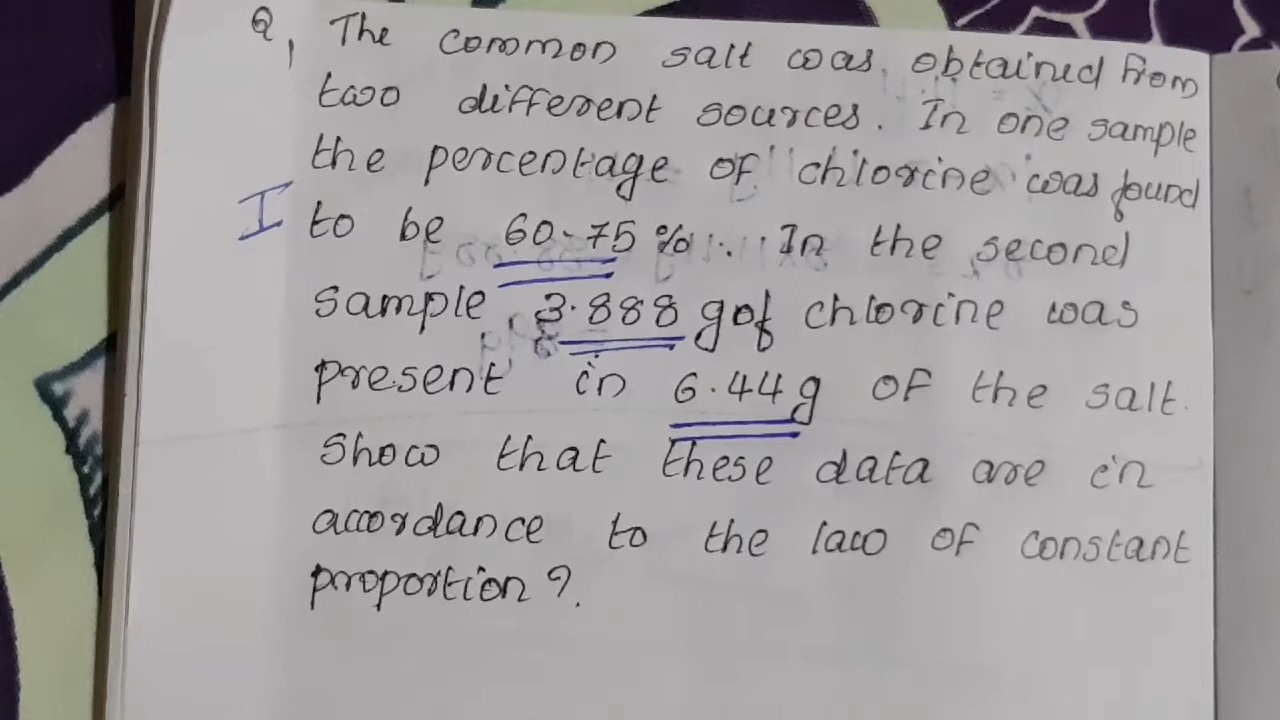 Q, The common salt was obtained from
two different sources. In one sample
the percentage of chlorine was found
I to be 60.75%. In the second
sample, 3.888 g of chlorine was
present in 6.44g of the salt.
Show that these data are in
accordance to the law of constant
proportion?